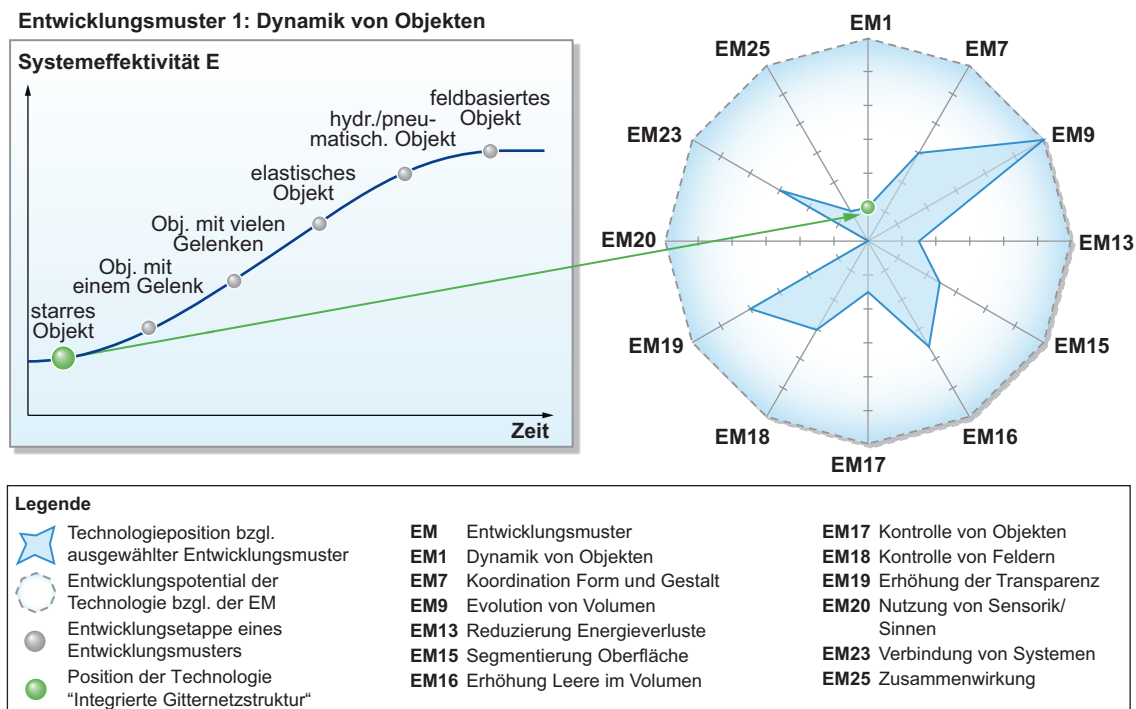 Entwicklungsmuster 1: Dynamik von Objekten
Systemeffektivität E
feldbasiertes
Objekt
hydr./pneu-
matisch. Objekt
elastisches
Objekt
Obj. mit vielen
Gelenken
Obj. mit
einem Gelenk
starres
Objekt
Zeit
EM1
EM7
EM9
EM13
EM15
EM16
EM17
EM18
EM19
EM20
EM23
EM25
Legende
Technologieposition bzgl.
ausgewählter Entwicklungsmuster
Entwicklungspotential der
Technologie bzgl. der EM
Entwicklungsetappe eines
Entwicklungsmusters
Position der Technologie
“Integrierte Gitternetzstruktur“
EM Entwicklungsmuster
EM1 Dynamik von Objekten
EM7 Koordination Form und Gestalt
EM9 Evolution von Volumen
EM13 Reduzierung Energieverluste
EM15 Segmentierung Oberfläche
EM16 Erhöhung Leere im Volumen
EM17 Kontrolle von Objekten
EM18 Kontrolle von Feldern
EM19 Erhöhung der Transparenz
EM20 Nutzung von Sensorik/
Sinnen
EM23 Verbindung von Systemen
EM25 Zusammenwirkung